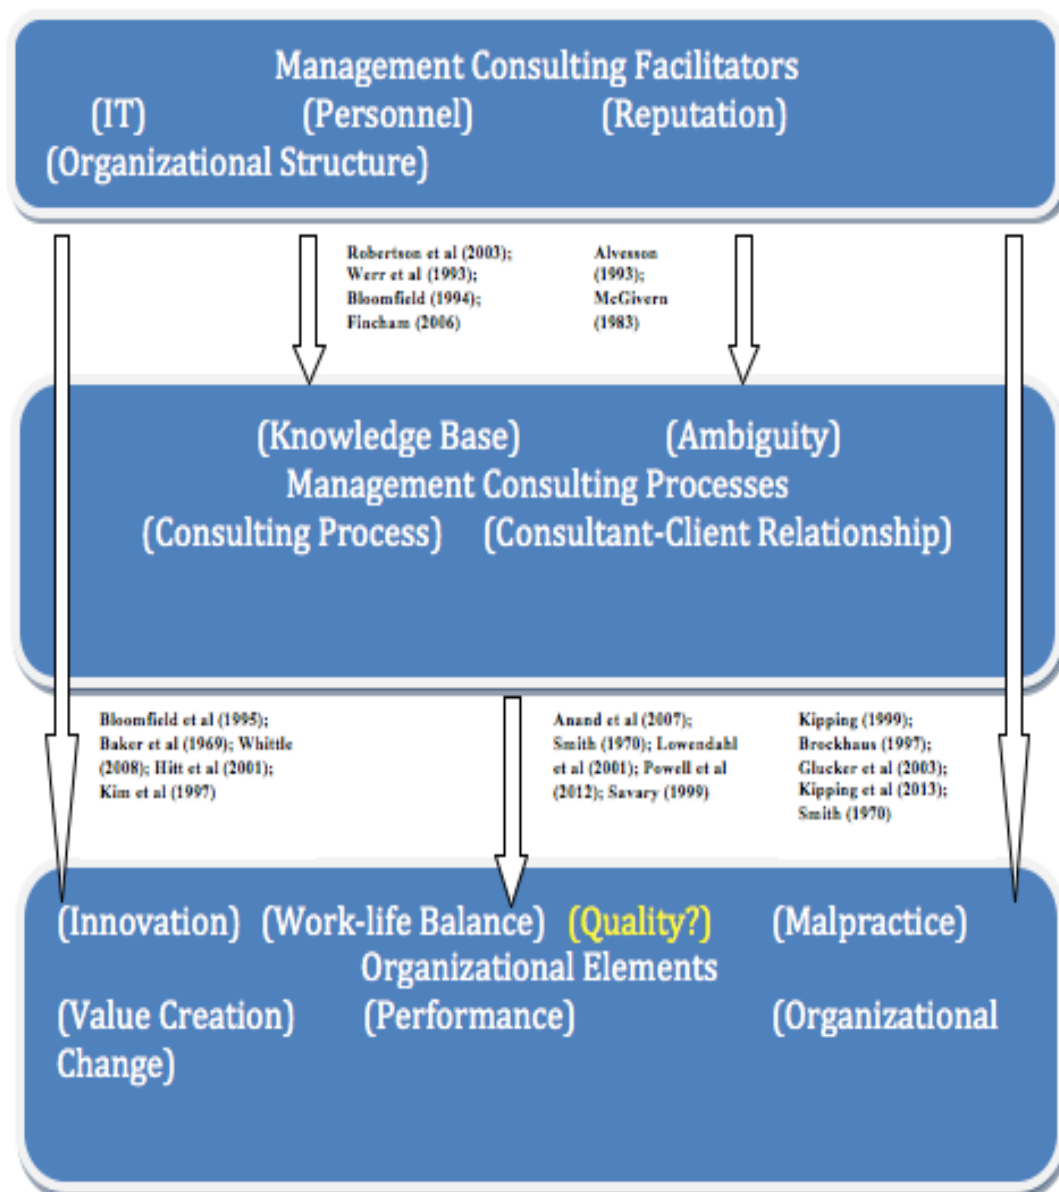 Management Consulting Facilitators
(IT) (Personnel) (Reputation)
(Organizational Structure)
Robertson et al (2003);
Werr et al (1993);
Bloomfield (1994);
Fincham (2006)
Alvesson
(1993);
McGivern
(1983)
(Knowledge Base) (Ambiguity)
Management Consulting Processes
(Consulting Process) (Consultant-Client Relationship)
Bloomfield et al (1995);
Baker et al (1969); Whittle
(2008); Hitt et al (2001);
Kim et al (1997)
Anand et al (2007);
Smith (1970); Lowendahl
et al (2001); Powell et al
(2012); Savary (1999)
Kipping (1999);
Brockhaus (1997);
Glucker et al (2003);
Kipping et al (2013);
Smith (1970)
(Innovation) (Work-life Balance) (Quality?) (Malpractice)
Organizational Elements
(Value Creation) (Performance) (Organizational
Change)